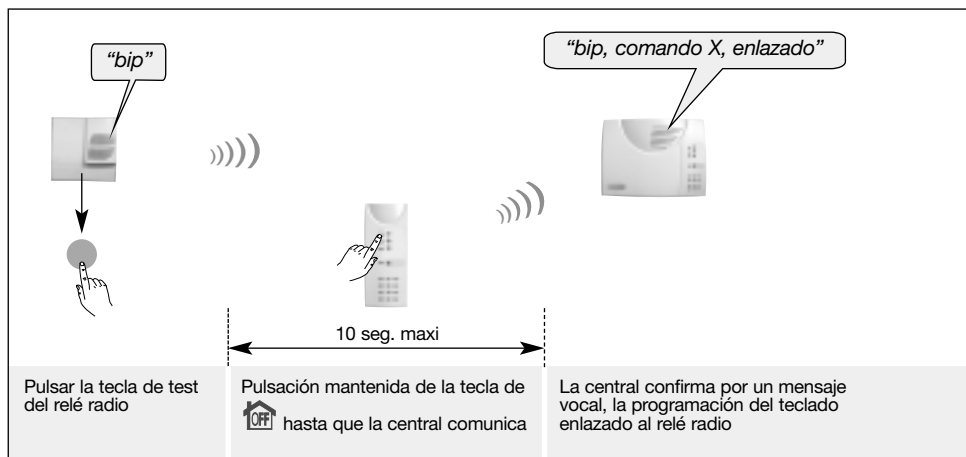 “bip”
“bip, comando X, enlazado”
10 seg. maxi
Pulsar la tecla de test
del relé radio
Pulsación mantenida de la tecla de
OFF hasta que la central comunica
La central confirma por un mensaje
vocal, la programación del teclado
enlazado al relé radio